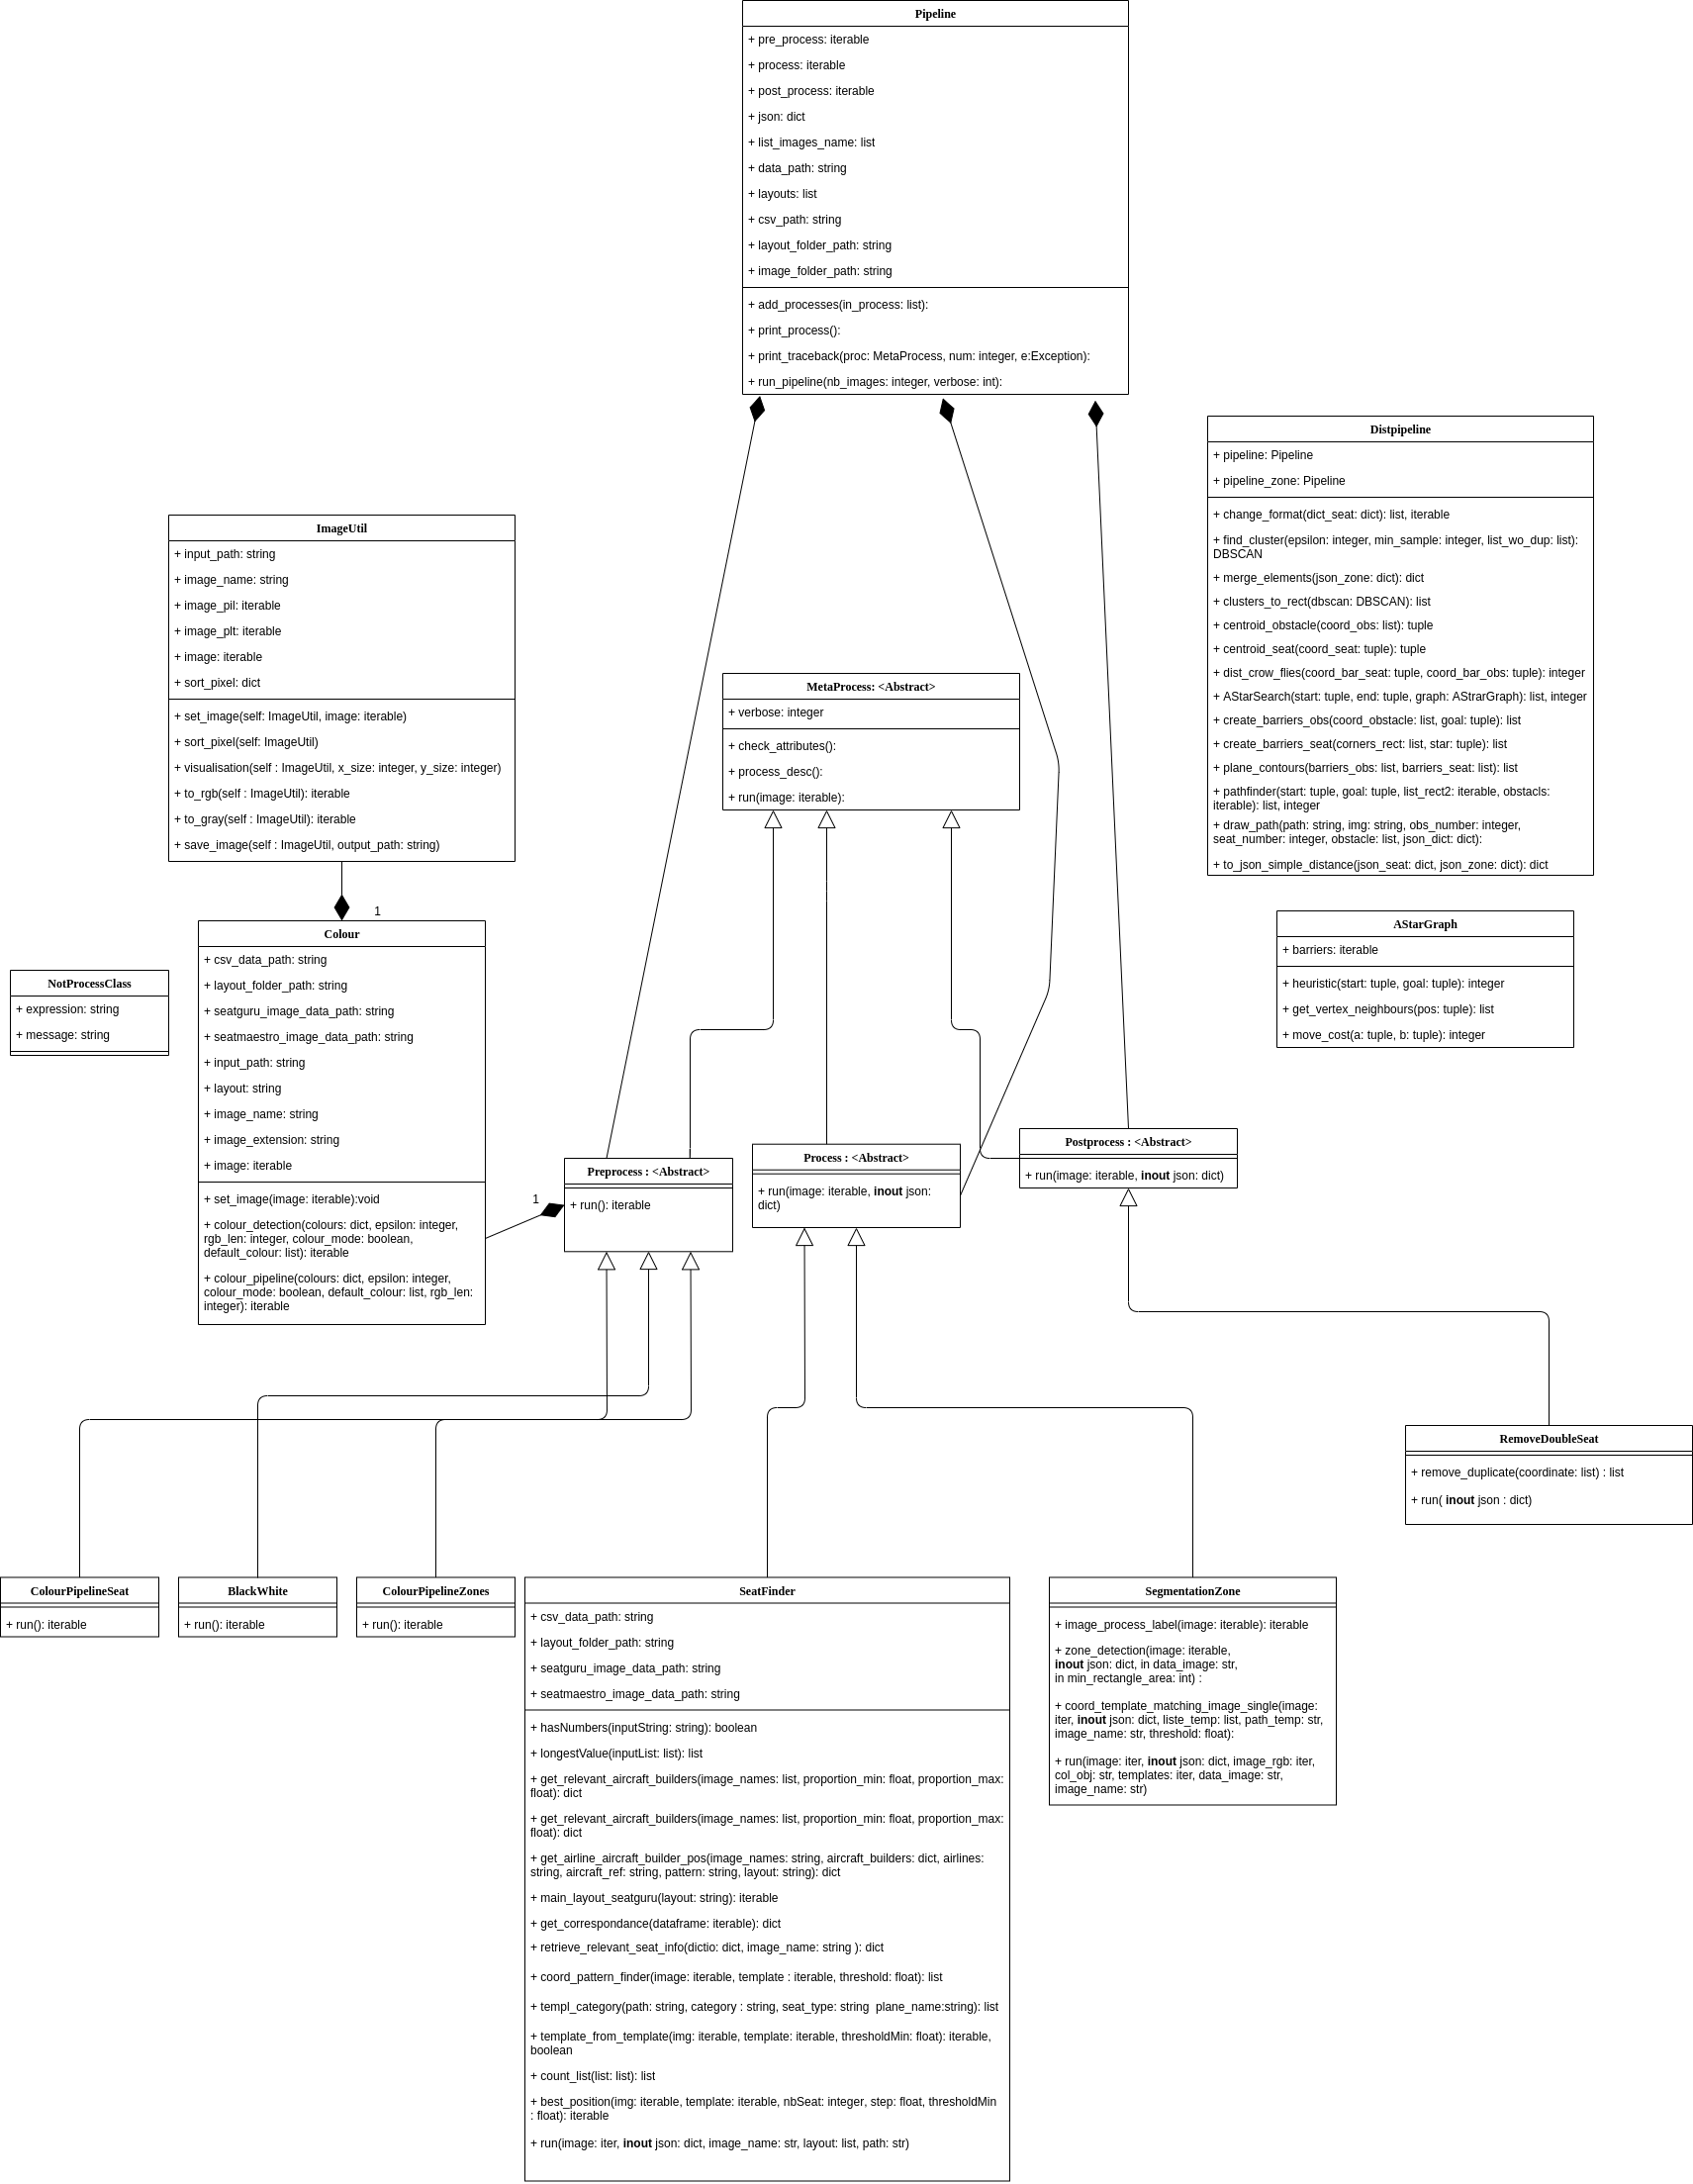 Pipeline
+ pre_process: iterable
+ process: iterable
+ post_process: iterable
+ json: dict
+ list_images_name: list
+ data_path: string
+ layouts: list
+ csv_path: string
+ layout_folder_path: string
+ image_folder_path: string
+ add_processes(in_process: list):
+ print_process():
+ print_traceback(proc: MetaProcess, num: integer, e:Exception):
+ run_pipeline(nb_images: integer, verbose: int):
Distpipeline
+ pipeline: Pipeline
+ pipeline_zone: Pipeline
+ change_format(dict_seat: dict): list, iterable
+ find_cluster(epsilon: integer, min_sample: integer, list_wo_dup: list):
DBSCAN
+ merge_elements(json_zone: dict): dict
+ clusters_to_rect(dbscan: DBSCAN): list
+ centroid_obstacle(coord_obs: list): tuple
+ centroid_seat(coord_seat: tuple): tuple
+ dist_crow_flies(coord_bar_seat: tuple, coord_bar_obs: tuple): integer
+ AStarSearch(start: tuple, end: tuple, graph: AStrarGraph): list, integer
+ create_barriers_obs(coord_obstacle: list, goal: tuple): list
+ create_barriers_seat(corners_rect: list, star: tuple): list
+ plane_contours(barriers_obs: list, barriers_seat: list): list
+ pathfinder(start: tuple, goal: tuple, list_rect2: iterable, obstacls:
iterable): list, integer
+ draw_path(path: string, img: string, obs_number: integer,
seat_number: integer, obstacle: list, json_dict: dict):
+ to_json_simple_distance(json_seat: dict, json_zone: dict): dict
ImageUtil
+ input_path: string
+ image_name: string
+ image_pil: iterable
+ image_plt: iterable
+ image: iterable
+ sort_pixel: dict
+ set_image(self: ImageUtil, image: iterable)
+ sort_pixel(self: ImageUtil)
+ visualisation(self : ImageUtil, x_size: integer, y_size: integer)
+ to_rgb(self : ImageUtil): iterable
+ to_gray(self : ImageUtil): iterable
+ save_image(self : ImageUtil, output_path: string)
MetaProcess: <Abstract>
+ verbose: integer
+ check_attributes():
+ process_desc():
+ run(image: iterable):
1
Colour
+ csv_data_path: string
+ layout_folder_path: string
+ seatguru_image_data_path: string
+ seatmaestro_image_data_path: string
+ input_path: string
+ layout: string
+ image_name: string
+ image_extension: string
+ image: iterable
+ set_image(image: iterable):void
+ colour_detection(colours: dict, epsilon: integer,
rgb_len: integer, colour_mode: boolean,
default_colour: list): iterable
+ colour_pipeline(colours: dict, epsilon: integer,
colour_mode: boolean, default_colour: list, rgb_len:
integer): iterable
AStarGraph
+ barriers: iterable
+ heuristic(start: tuple, goal: tuple): integer
+ get_vertex_neighbours(pos: tuple): list
+ move_cost(a: tuple, b: tuple): integer
NotProcessClass
+ expression: string
+ message: string
1
Preprocess : <Abstract>
+ run(): iterable
Process : <Abstract>
+ run(image: iterable, inout json:
dict)
Postprocess : <Abstract>
+ run(image: iterable, inout json: dict)
RemoveDoubleSeat
+ remove_duplicate(coordinate: list) : list
+ run( inout json : dict)
ColourPipelineSeat
+ run(): iterable
BlackWhite
+ run(): iterable
ColourPipelineZones
+ run(): iterable
SeatFinder
+ csv_data_path: string
+ layout_folder_path: string
+ seatguru_image_data_path: string
+ seatmaestro_image_data_path: string
+ hasNumbers(inputString: string): boolean
+ longestValue(inputList: list): list
+ get_relevant_aircraft_builders(image_names: list, proportion_min: float, proportion_max:
float): dict
+ get_relevant_aircraft_builders(image_names: list, proportion_min: float, proportion_max:
float): dict
+ get_airline_aircraft_builder_pos(image_names: string, aircraft_builders: dict, airlines:
string, aircraft_ref: string, pattern: string, layout: string): dict
+ main_layout_seatguru(layout: string): iterable
+ get_correspondance(dataframe: iterable): dict
+ retrieve_relevant_seat_info(dictio: dict, image_name: string ): dict
+ coord_pattern_finder(image: iterable, template : iterable, threshold: float): list
+ templ_category(path: string, category : string, seat_type: string  plane_name:string): list
+ template_from_template(img: iterable, template: iterable, thresholdMin: float): iterable,
boolean
+ count_list(list: list): list
+ best_position(img: iterable, template: iterable, nbSeat: integer, step: float, thresholdMin
: float): iterable
+ run(image: iter, inout json: dict, image_name: str, layout: list, path: str)
SegmentationZone
+ image_process_label(image: iterable): iterable
+ zone_detection(image: iterable,
inout json: dict, in data_image: str,
in min_rectangle_area: int) :
+ coord_template_matching_image_single(image:
iter, inout json: dict, liste_temp: list, path_temp: str,
image_name: str, threshold: float):
+ run(image: iter, inout json: dict, image_rgb: iter,
col_obj: str, templates: iter, data_image: str,
image_name: str)